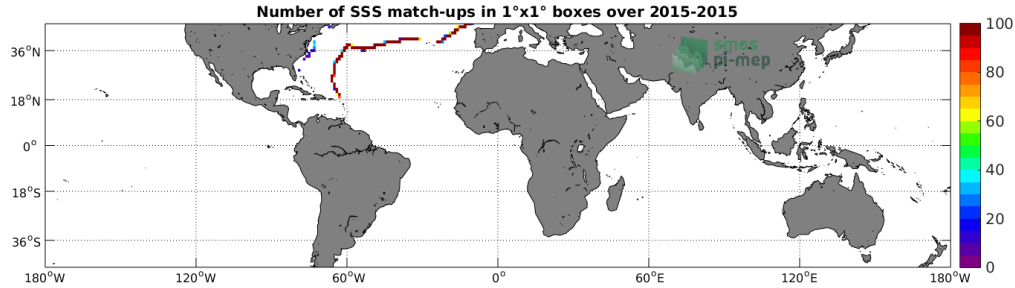 Number of SSS match-ups in 1°x1° boxes over 2015-2015
smos
pi-mep
36°N
18°N
0°
18°S
36°S
180°W
120°W
60°W
0°
60°E
120°E
180°W
100
80
60
40
20
0